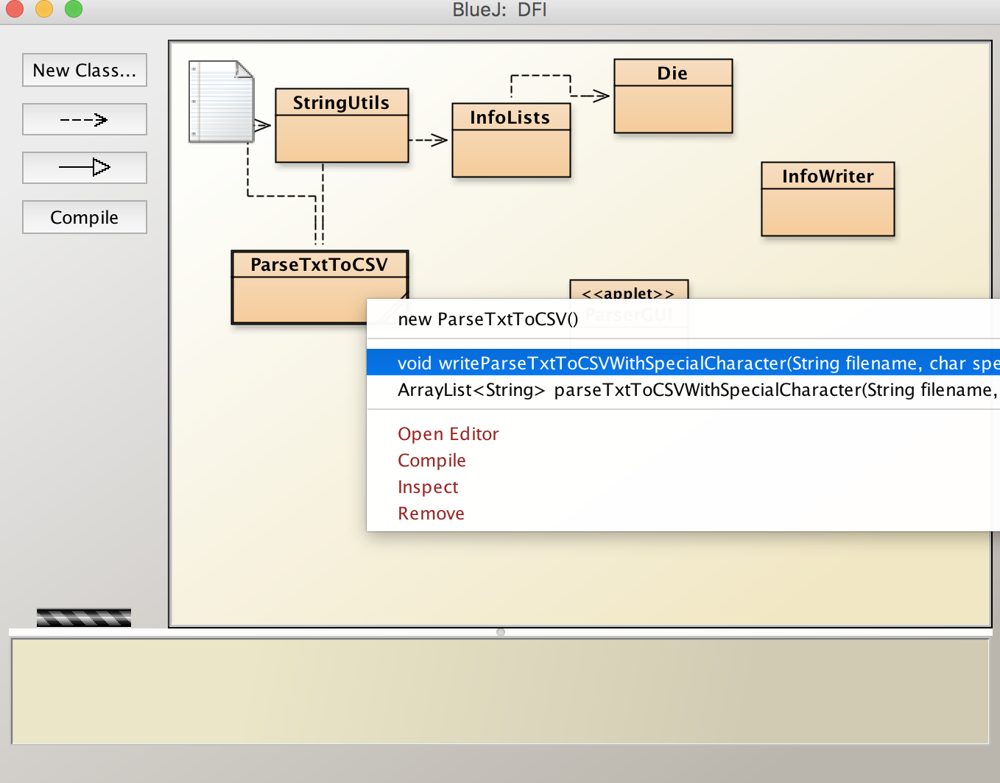 BlueJ: DFI
New Class...
Compile
StringUtils
InfoLists
Die
InfoWriter
ParseTxtToCSV
<<applet>>
ParserGUI
new ParseTxtToCSV()
void writeParseTxtToCSVWithSpecialCharacter(String filename, char spe
ArrayList<String> parseTxtToCSVWithSpecialCharacter(String filename,
Open Editor
Compile
Inspect
Remove